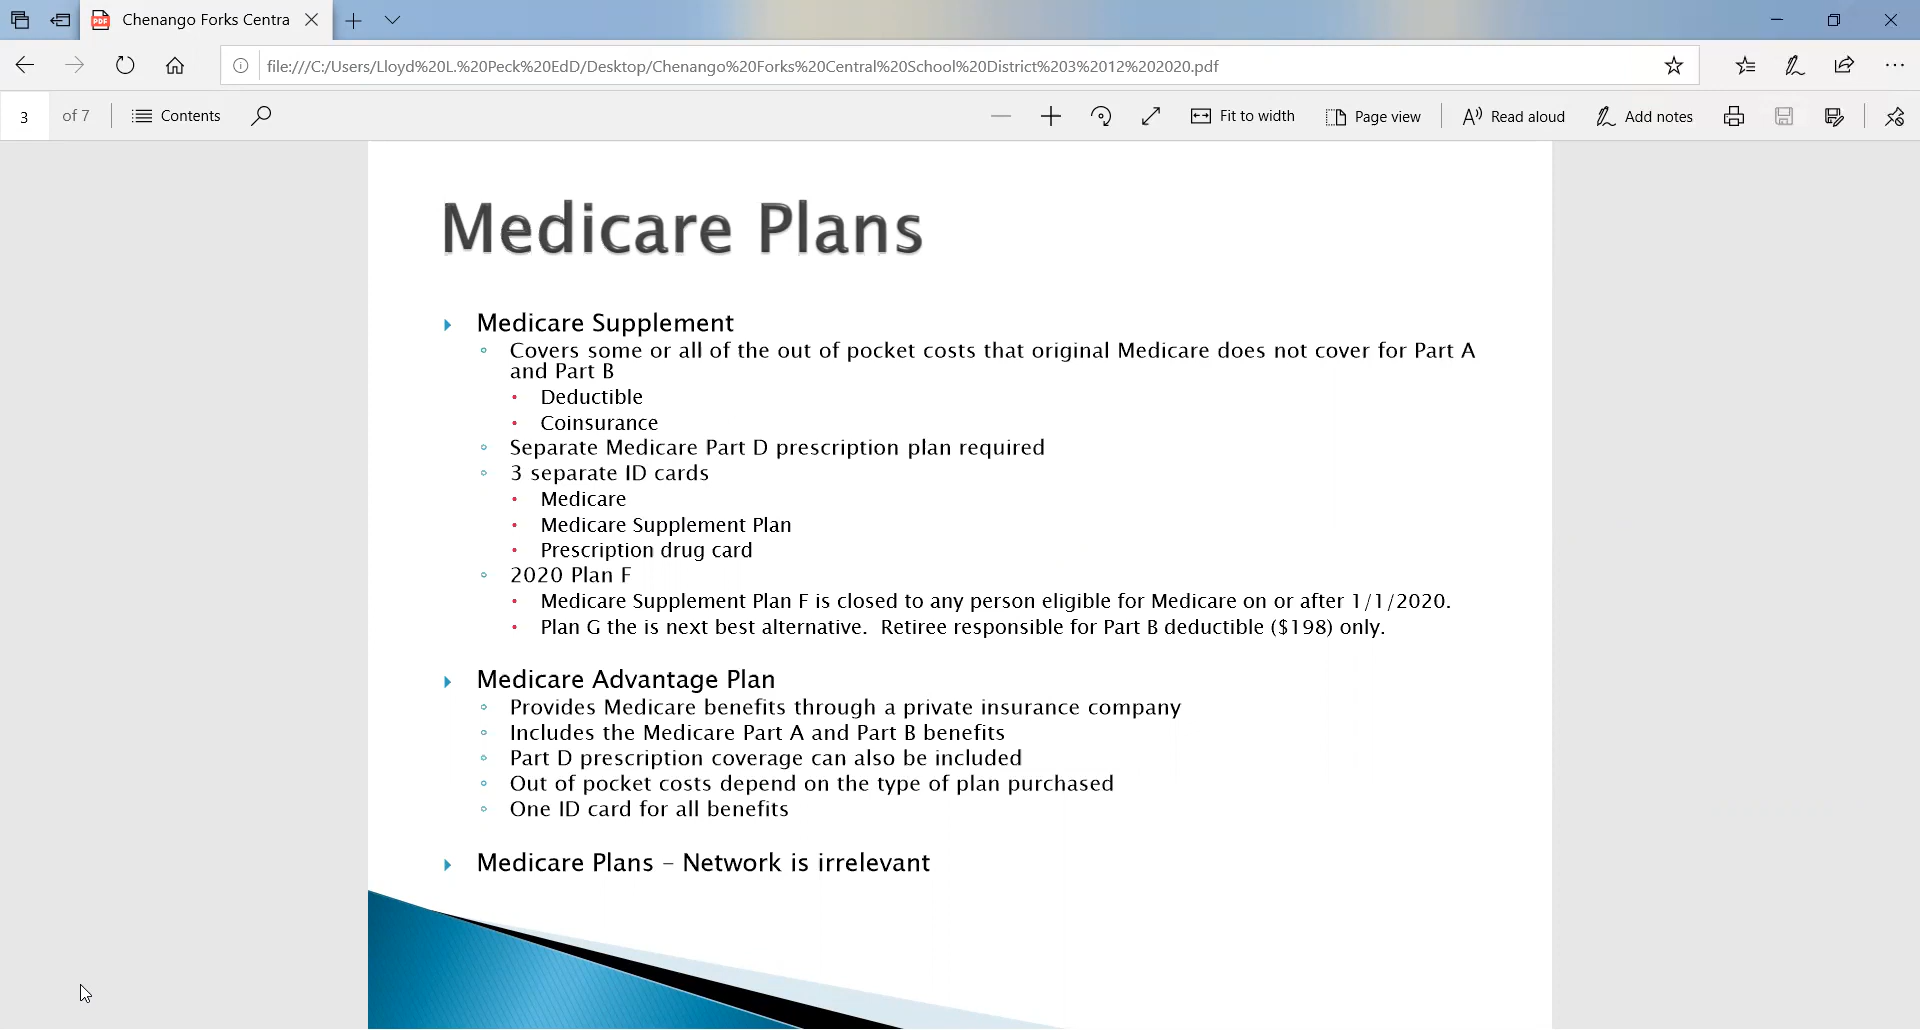 Chenango Forks Centra
file:///C:/Users/Lloyd%20L.%20Peck%20EdD/Desktop/Chenango%20Forks%20Central%20School%20District%203%2012%202020.pdf
3 of 7 Contents Fit to width Page view Read aloud Add notes
Medicare Plans
Medicare Supplement
Covers some or all of the out of pocket costs that original Medicare does not cover for Part A
and Part B
Deductible
Coinsurance
Separate Medicare Part D prescription plan required
3 separate ID cards
Medicare
Medicare Supplement Plan
Prescription drug card
2020 Plan F
Medicare Supplement Plan F is closed to any person eligible for Medicare on or after 1/1/2020.
Plan G the is next best alternative.  Retiree responsible for Part B deductible ($198) only.
Medicare Advantage Plan
Provides Medicare benefits through a private insurance company
Includes the Medicare Part A and Part B benefits
Part D prescription coverage can also be included
Out of pocket costs depend on the type of plan purchased
One ID card for all benefits
Medicare Plans – Network is irrelevant